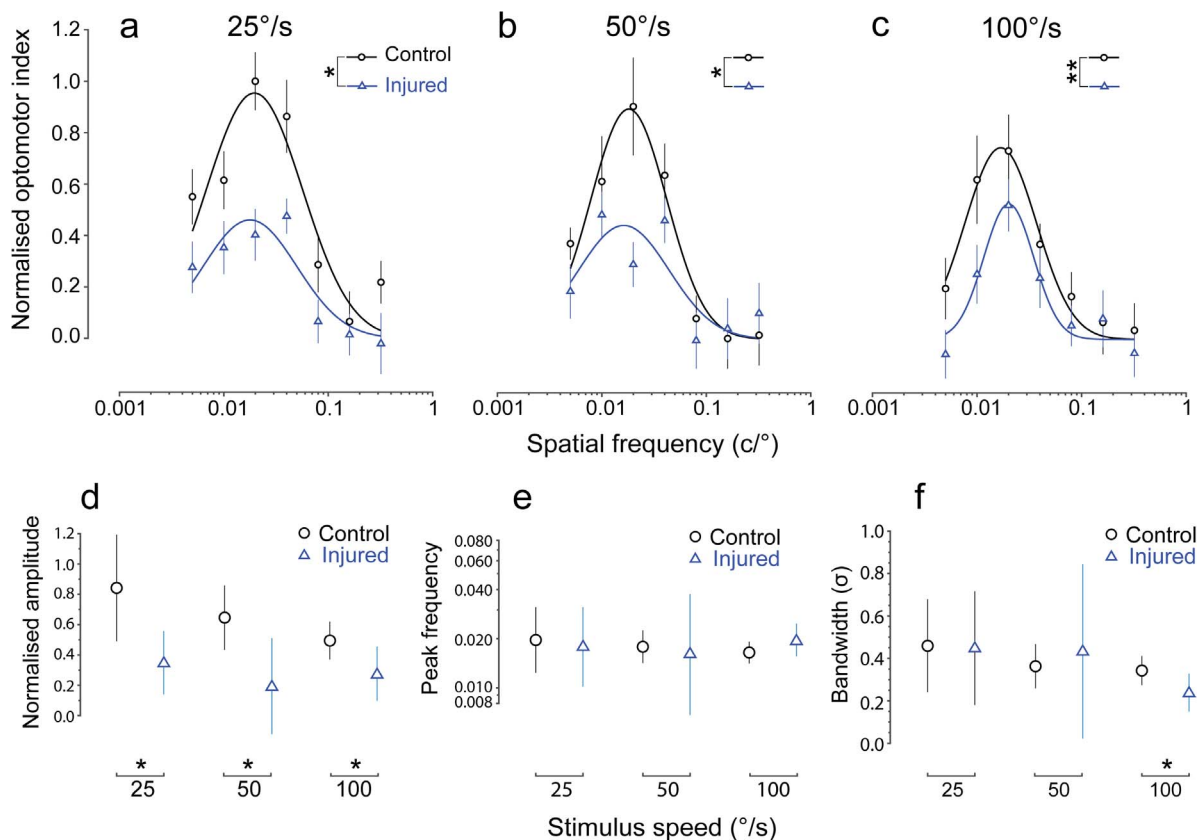 a
25°/s
b
50°/s
c
100°/s
Normalised optomotor index
1.2
1.0
0.8
0.6
0.4
0.2
0.0
* Control
Injured
*
**
0.001 0.01 0.1 1
0.001 0.01 0.1 1
0.001 0.01 0.1 1
Spatial frequency (c/°)
d
Normalised amplitude
1.2
1.0
0.8
0.6
0.4
0.2
0.0
Control
Injured
* * *
25 50 100
e
Peak frequency
0.080
0.060
0.040
0.020
0.010
0.008
Control
Injured
25 50 100
f
Bandwidth (σ)
1.0
0.8
0.6
0.4
0.2
0.0
Control
Injured
*
25 50 100
Stimulus speed (°/s)